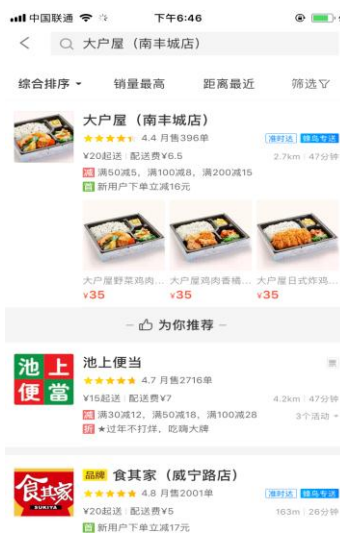 中国联通 下午6:46
大户屋（南丰城店）
综合排序 销量最高 距离最近 筛选
大户屋（南丰城店）
4.4 月售396单 准时达 蜂鸟专送
¥20起送 配送费¥6.5 2.7km 47分钟
减 满50减5，满100减8，满200减15
首 新用户下单立减16元
大户屋野菜鸡肉... 大户屋鸡肉香橘... 大户屋日式炸鸡...
¥35 ¥35 ¥35
为你推荐
池上便當
池上便当 票
4.7 月售2716单
¥15起送 配送费¥7 4.2km 47分钟
减 满30减12，满50减18，满100减28 3个活动
折 ★过年不打烊，吃嗨大牌
食其家
SUKIYA
品牌 食其家（威宁路店）
4.8 月售2001单 准时达 蜂鸟专送
¥20起送 配送费¥5 163m 26分钟
首 新用户下单立减17元